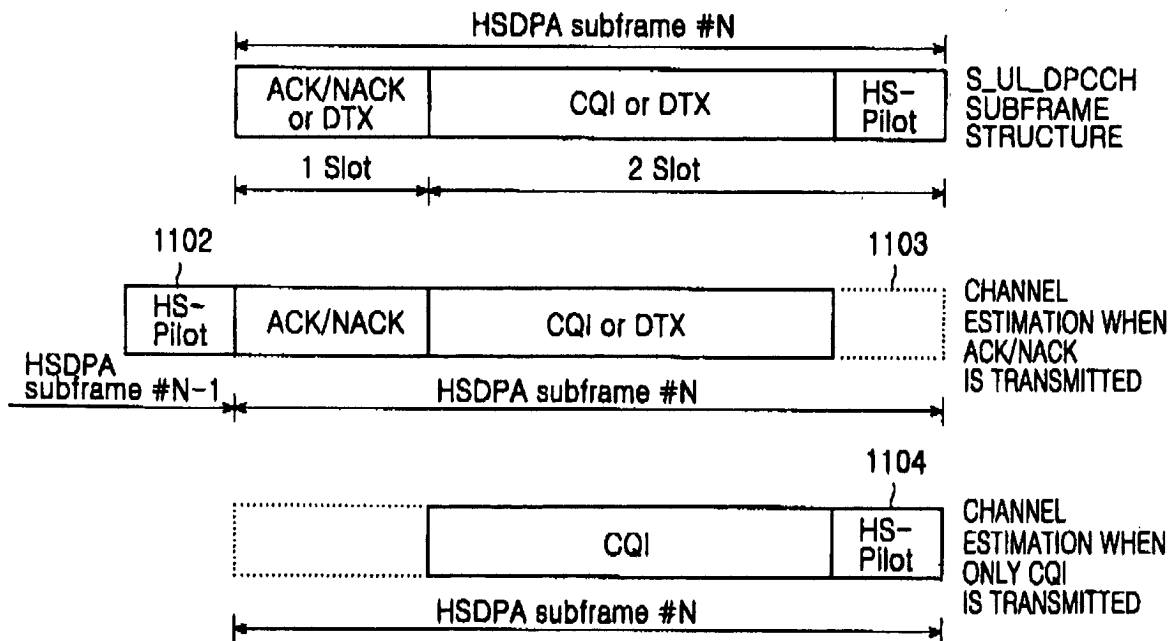 HSDPA subframe #N
ACK/NACK
or DTX
CQI or DTX
HS-
Pilot
S_UL_DPCCH
SUBFRAME
STRUCTURE
1 Slot
2 Slot
1102
1103
HS-
Pilot
ACK/NACK
CQI or DTX
CHANNEL
ESTIMATION WHEN
ACK/NACK
IS TRANSMITTED
HSDPA
subframe #N-1
HSDPA subframe #N
1104
CQI
HS-
Pilot
CHANNEL
ESTIMATION WHEN
ONLY CQI
IS TRANSMITTED
HSDPA subframe #N